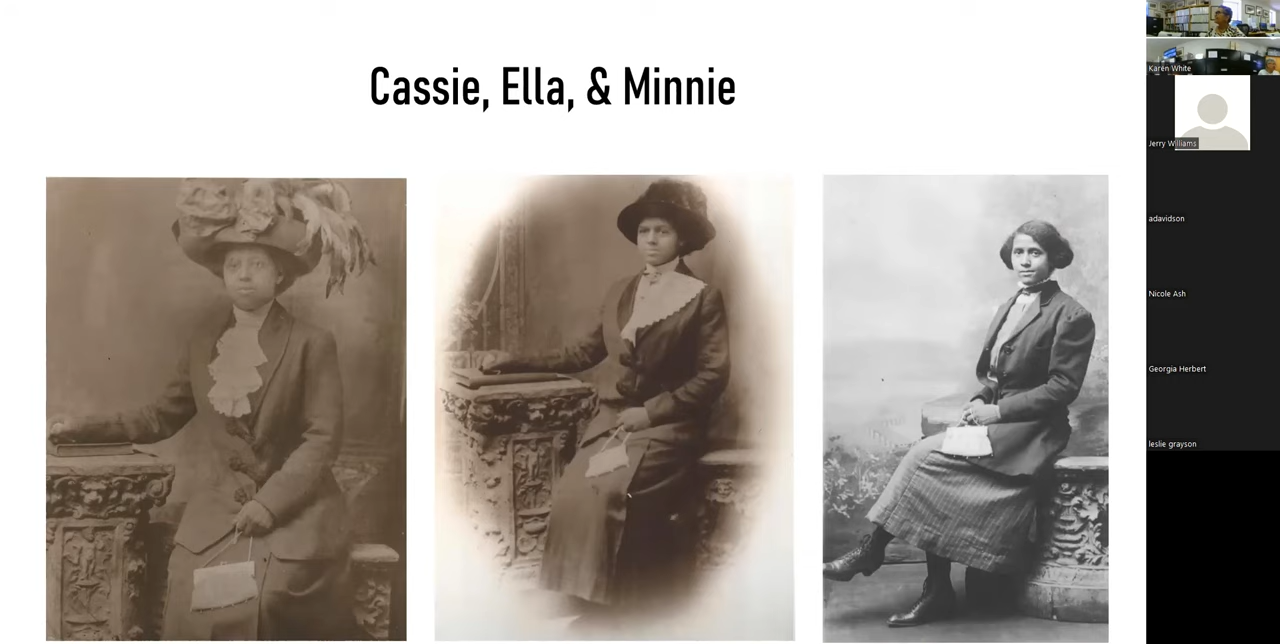 Cassie, Ella, & Minnie
Karen White
Jerry Williams
adavidson
Nicole Ash
Georgia Herbert
leslie grayson